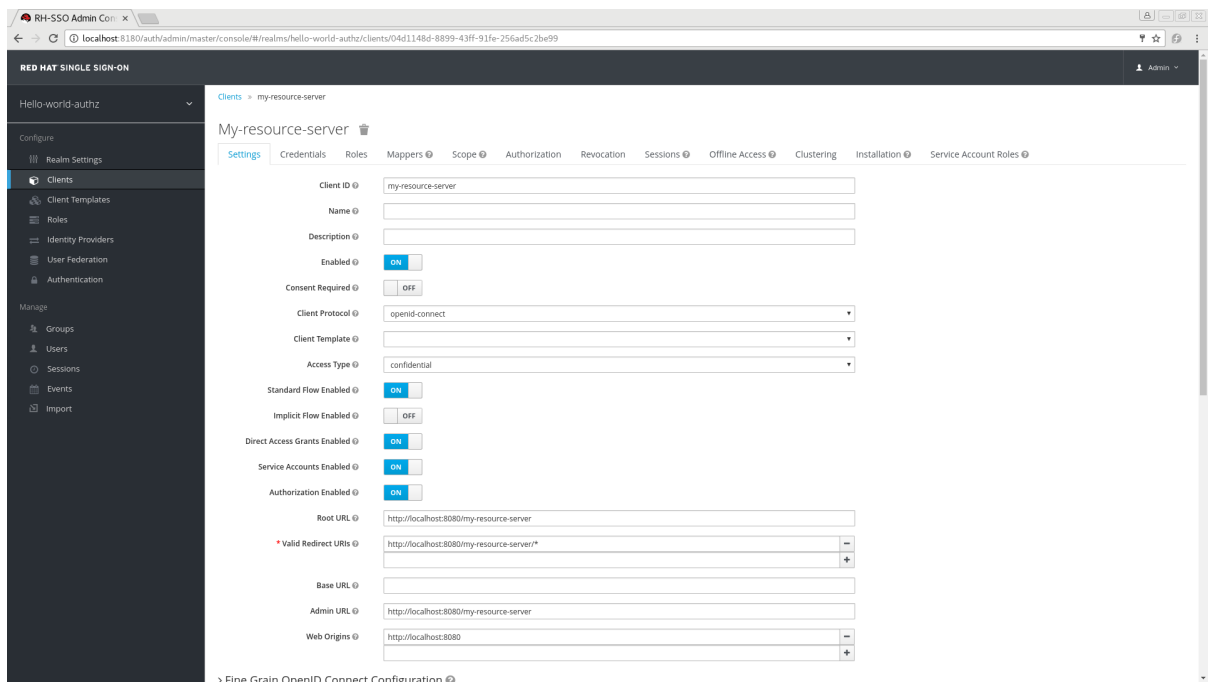 RH-SSO Admin Con
localhost:8180/auth/admin/master/console/#/realms/hello-world-authz/clients/04d1148d-8899-43ff-91fe-256ad5c2be99
RED HAT SINGLE SIGN-ON
Admin
Hello-world-authz
Configure
Realm Settings
Clients
Client Templates
Roles
Identity Providers
User Federation
Authentication
Manage
Groups
Users
Sessions
Events
Import
Clients > my-resource-server
My-resource-server
Settings Credentials Roles Mappers Scope Authorization Revocation Sessions Offline Access Clustering Installation Service Account Roles
Client ID my-resource-server
Name
Description
Enabled ON
Consent Required OFF
Client Protocol openid-connect
Client Template
Access Type confidential
Standard Flow Enabled ON
Implicit Flow Enabled OFF
Direct Access Grants Enabled ON
Service Accounts Enabled ON
Authorization Enabled ON
Root URL http://localhost:8080/my-resource-server
* Valid Redirect URIs http://localhost:8080/my-resource-server/*
Base URL
Admin URL http://localhost:8080/my-resource-server
Web Origins http://localhost:8080
Fine Grain OpenID Connect Configuration